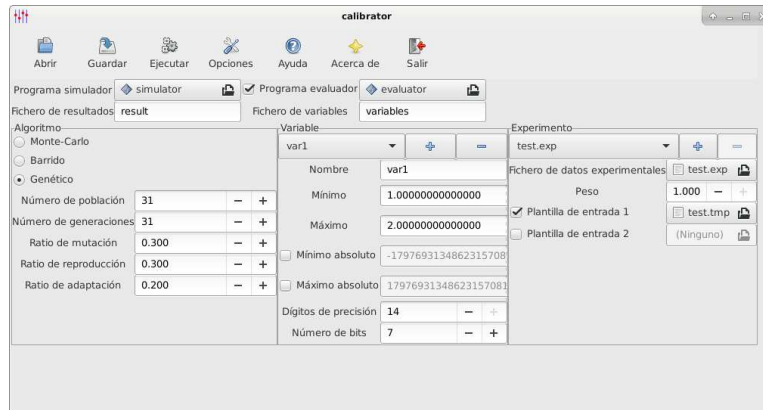 calibrator
Abrir Guardar Ejecutar Opciones Ayuda Acerca de Salir
Programa simulador simulator Programa evaluador evaluator
Fichero de resultados result Fichero de variables variables
Algoritmo
Monte-Carlo
Barrido
Genético
Número de población 31
Número de generaciones 31
Ratio de mutación 0.300
Ratio de reproducción 0.300
Ratio de adaptación 0.200
Variable
var1
Nombre var1
Mínimo 1.00000000000000
Máximo 2.00000000000000
Mínimo absoluto -1797693134862315708
Máximo absoluto 17976931348623157081
Dígitos de precisión 14
Número de bits 7
Experimento
test.exp
Fichero de datos experimentales test.exp
Peso 1.000
Plantilla de entrada 1 test.tmp
Plantilla de entrada 2 (Ninguno)